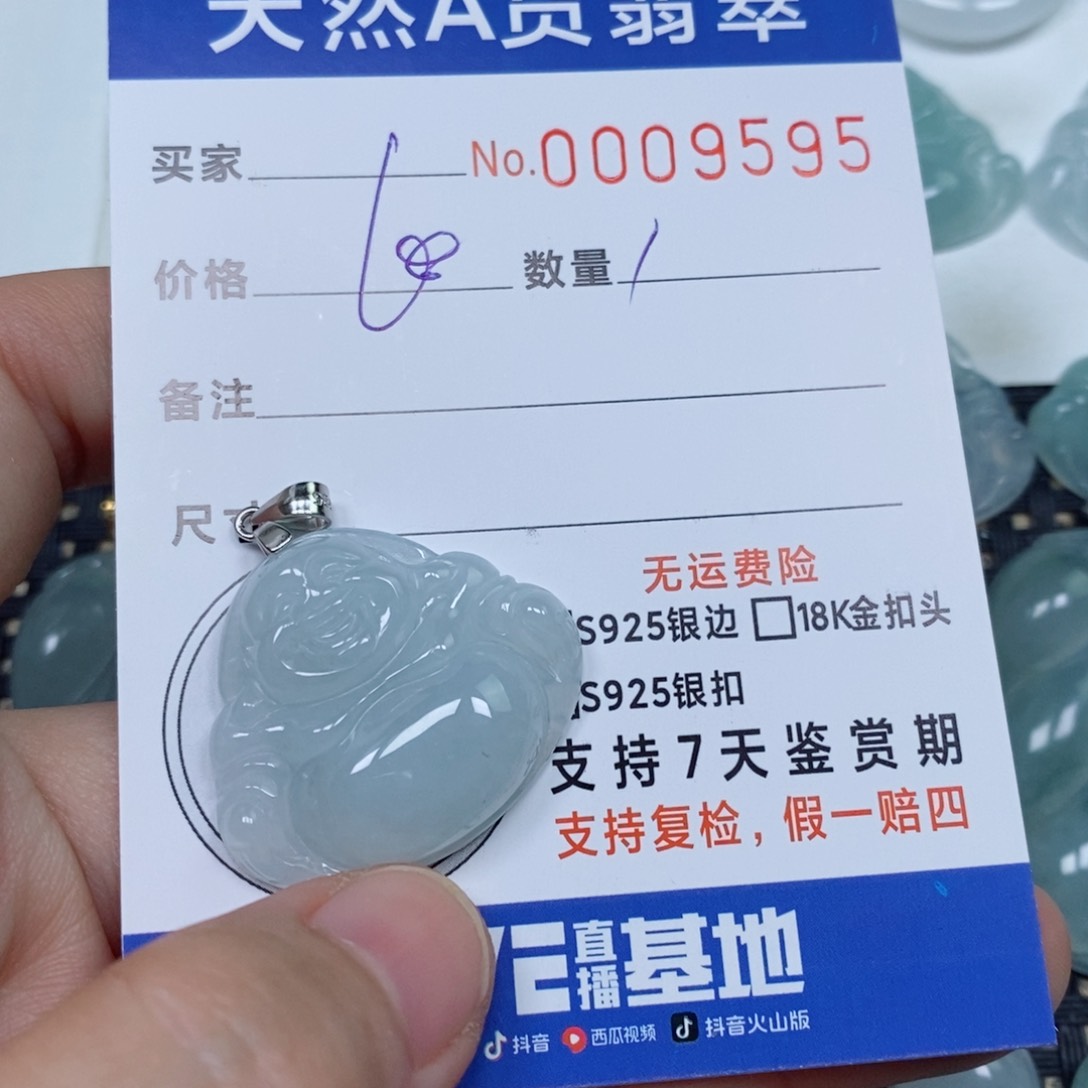 天然A货翡翠
买家 No.0009595
价格 数量 1
备注
尺寸
无运费险
S925银边 □18K金扣头
S925银扣
支持7天鉴赏期
支持复检，假一赔四
直播基地
抖音 西瓜视频 抖音火山版